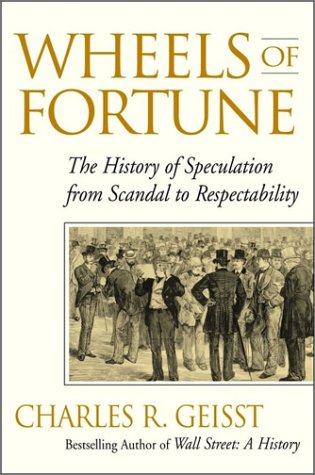 WHEELS OF
FORTUNE
The History of Speculation
from Scandal to Respectability
CHARLES R. GEISST
Bestselling Author of Wall Street: A History